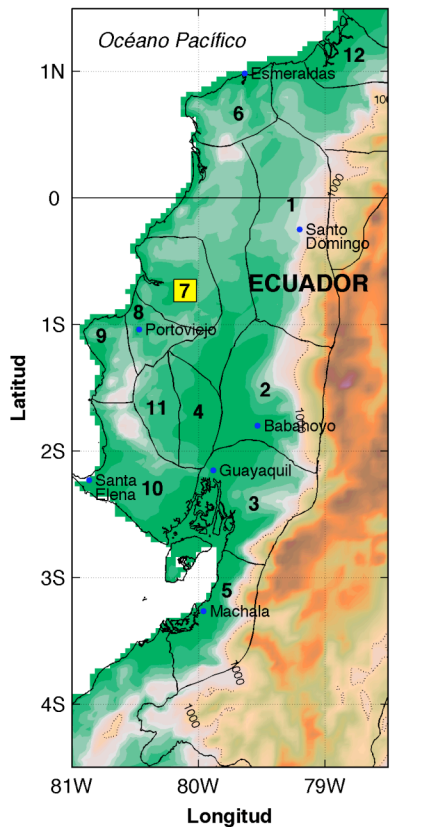 Océano Pacífico
12
1N
Esmeraldas
1000
6
1000
0
1
Santo
Domingo
7
ECUADOR
8
1S
Portoviejo
9
2
11
4
1000
Babahoyo
2S
Guayaquil
Santa
Elena
10
3
3S
5
Machala
1000
4S
1000
81W
80W
79W
Latitud
Longitud